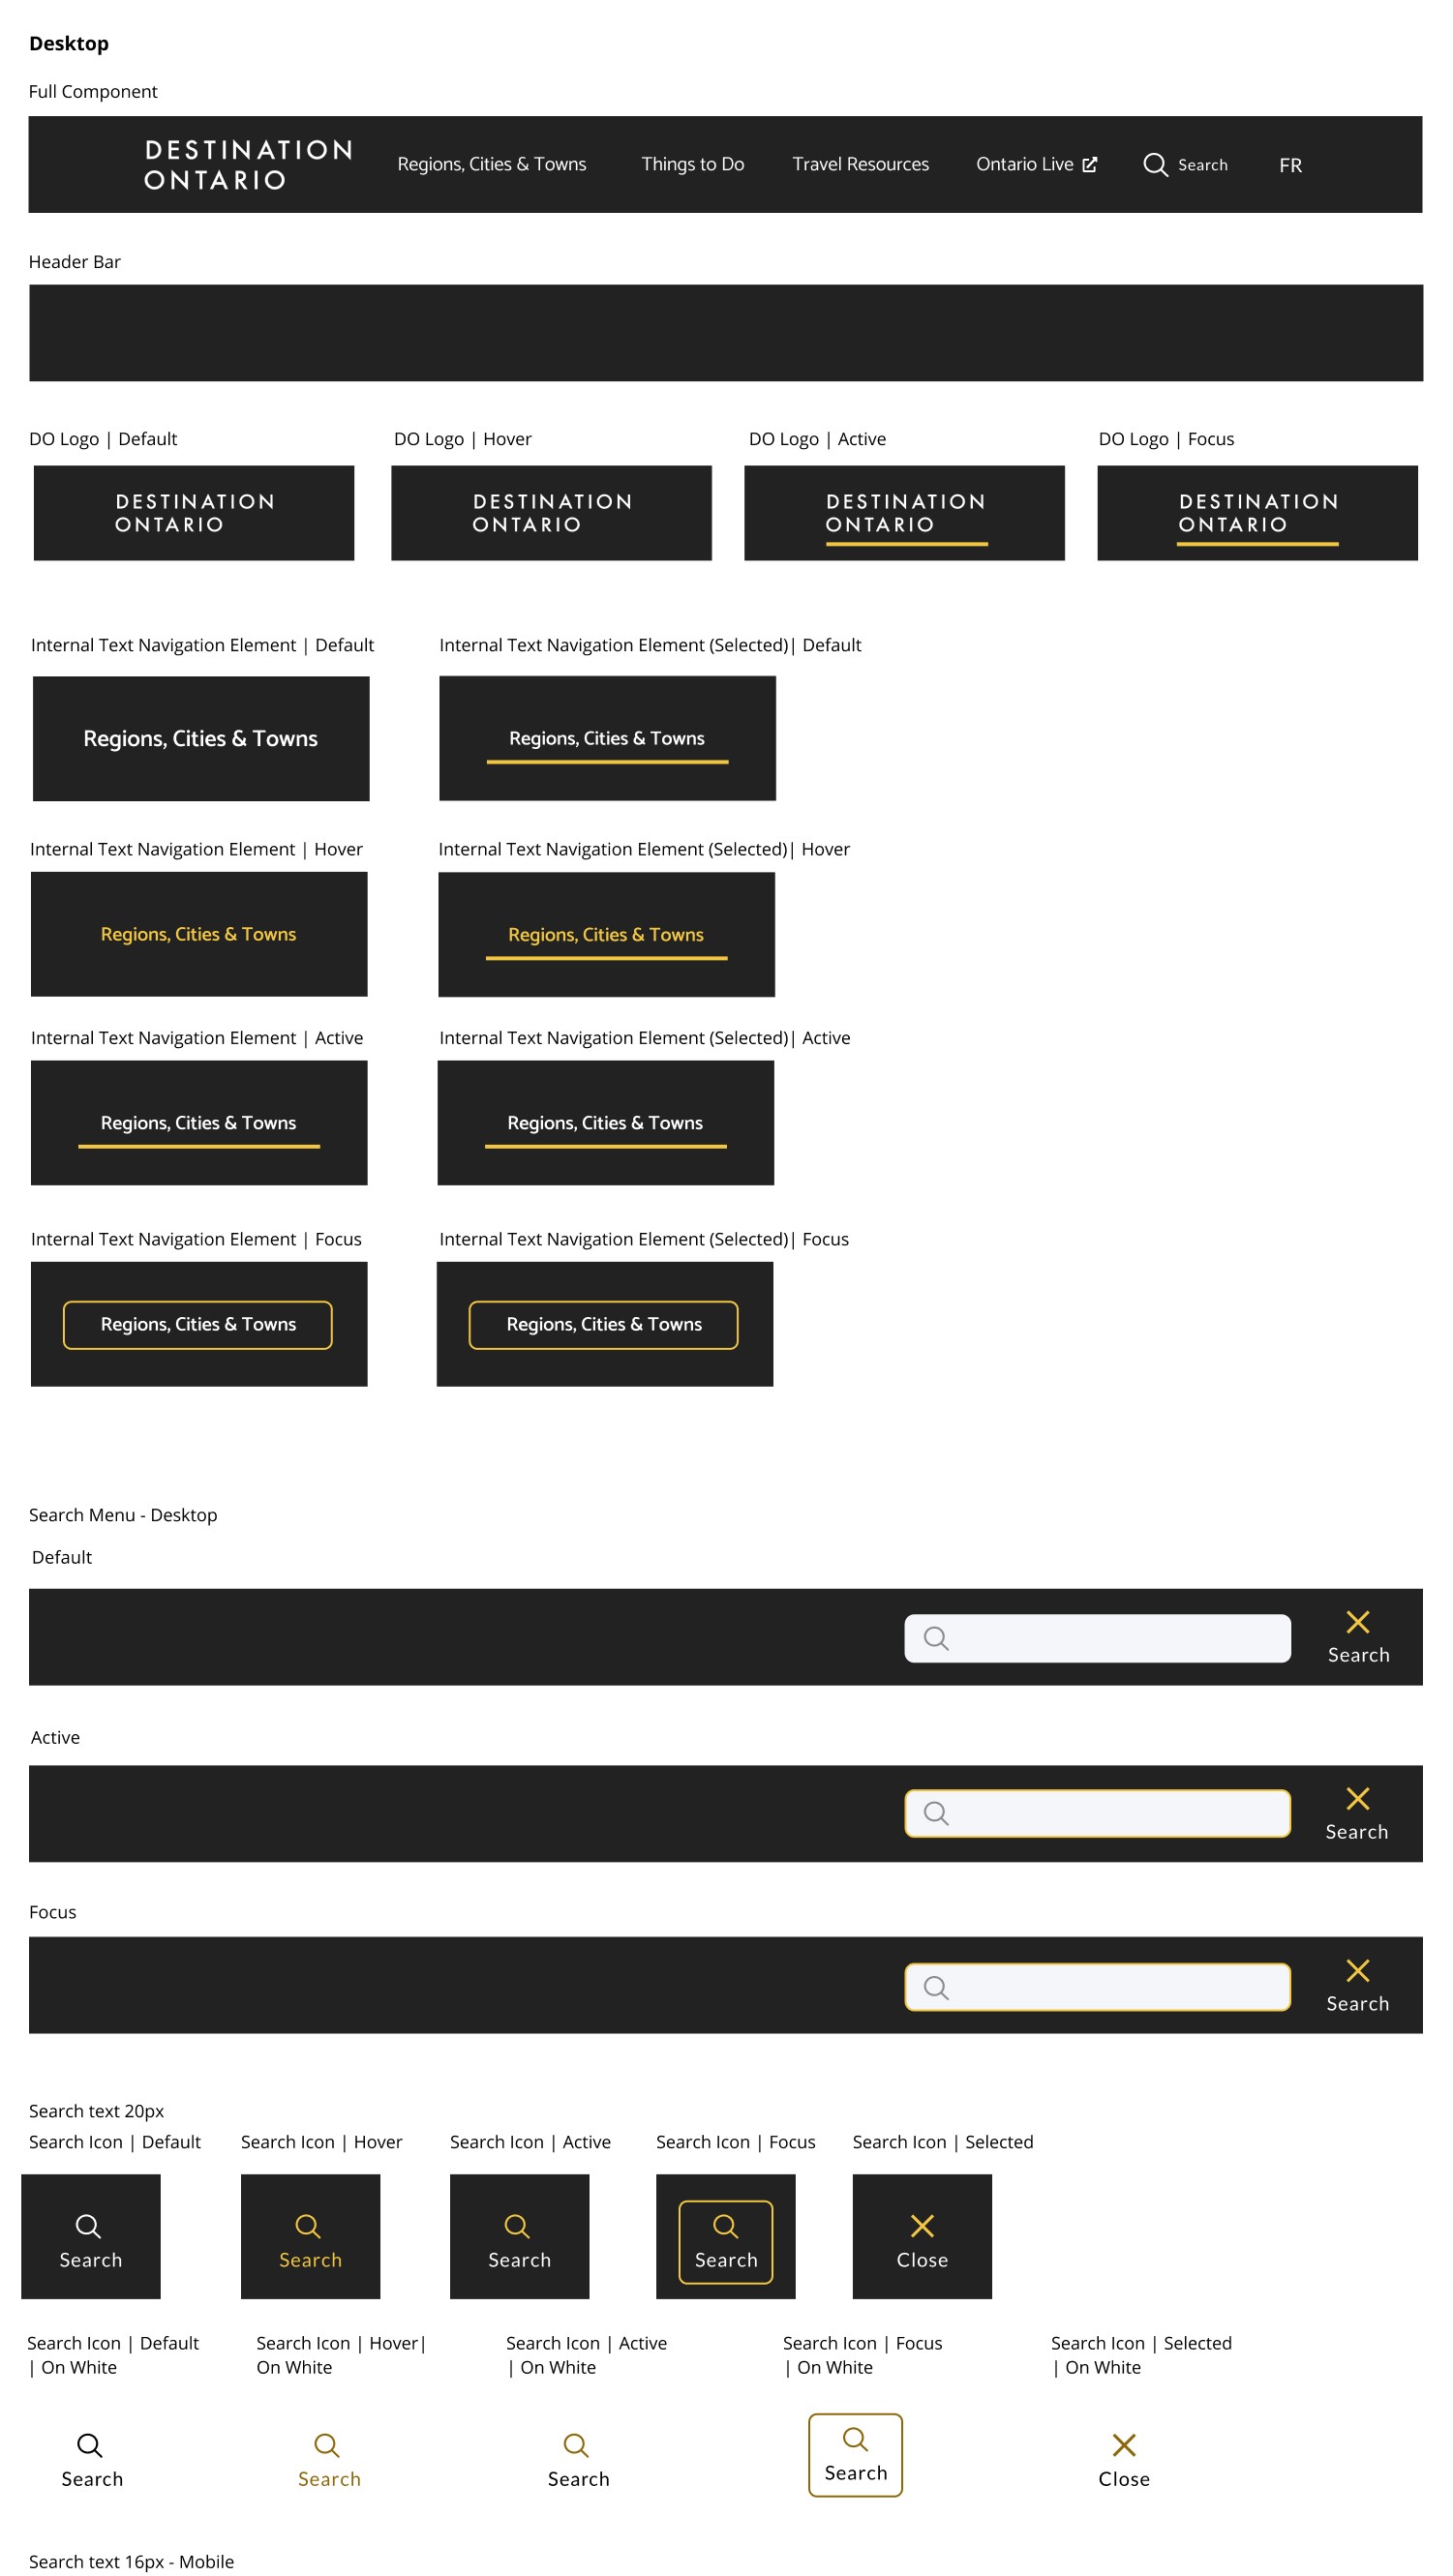 Desktop
Full Component
DESTINATION
ONTARIO
Regions, Cities & Towns Things to Do Travel Resources Ontario Live Search FR
Header Bar
DO Logo | Default DO Logo | Hover DO Logo | Active DO Logo | Focus
DESTINATION DESTINATION DESTINATION DESTINATION
ONTARIO ONTARIO ONTARIO ONTARIO
Internal Text Navigation Element | Default Internal Text Navigation Element (Selected)| Default
Regions, Cities & Towns Regions, Cities & Towns
Internal Text Navigation Element | Hover Internal Text Navigation Element (Selected)| Hover
Regions, Cities & Towns Regions, Cities & Towns
Internal Text Navigation Element | Active Internal Text Navigation Element (Selected)| Active
Regions, Cities & Towns Regions, Cities & Towns
Internal Text Navigation Element | Focus Internal Text Navigation Element (Selected)| Focus
Regions, Cities & Towns Regions, Cities & Towns
Search Menu - Desktop
Default
Search
Active
Search
Focus
Search
Search text 20px
Search Icon | Default Search Icon | Hover Search Icon | Active Search Icon | Focus Search Icon | Selected
Search Search Search Search Close
Search Icon | Default Search Icon | Hover| Search Icon | Active Search Icon | Focus Search Icon | Selected
| On White On White | On White | On White | On White
Search Search Search Search Close
Search text 16px - Mobile